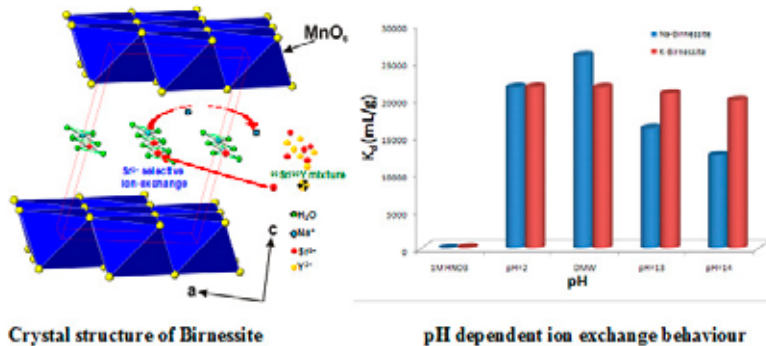 MnO₆
Sr²⁺ selective
ion-exchange
⁹⁰Sr/⁹⁰Y mixture
H₂O
Na⁺
Sr²⁺
Y³⁺
c
a
Crystal structure of Birnessite
Na-Birnessite
K-Birnessite
30000
25000
20000
15000
10000
5000
0
K_d (mL/g)
1M HNO3
pH=2
DMW
pH=13
pH=14
pH
pH dependent ion exchange behaviour